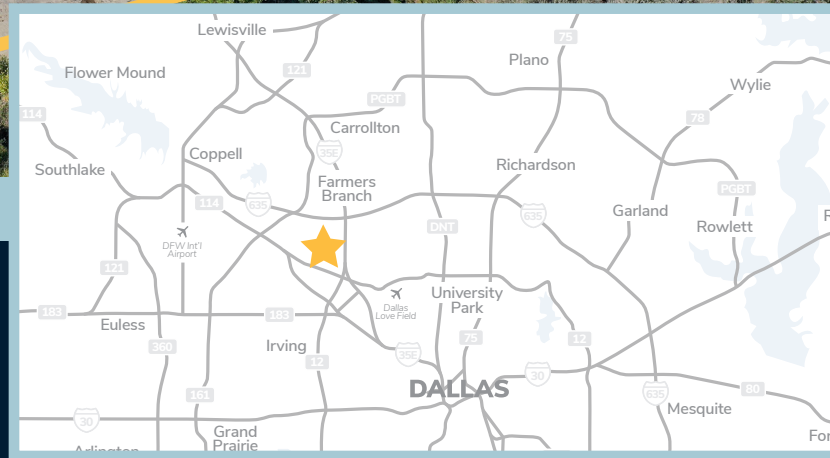 Lewisville
75
Plano
121
Flower Mound
Wylie
PGBT
114
78
Carrollton
35E
Coppell
Richardson
Southlake
Farmers
Branch
PGBT
114
635
635
Garland
Rowlett
DNT
DFW Int'l
Airport
121
University
Park
Dallas
Love Field
183
183
Euless
75
12
Irving
360
35E
12
30
DALLAS
80
161
635
Mesquite
30
Grand
Prairie